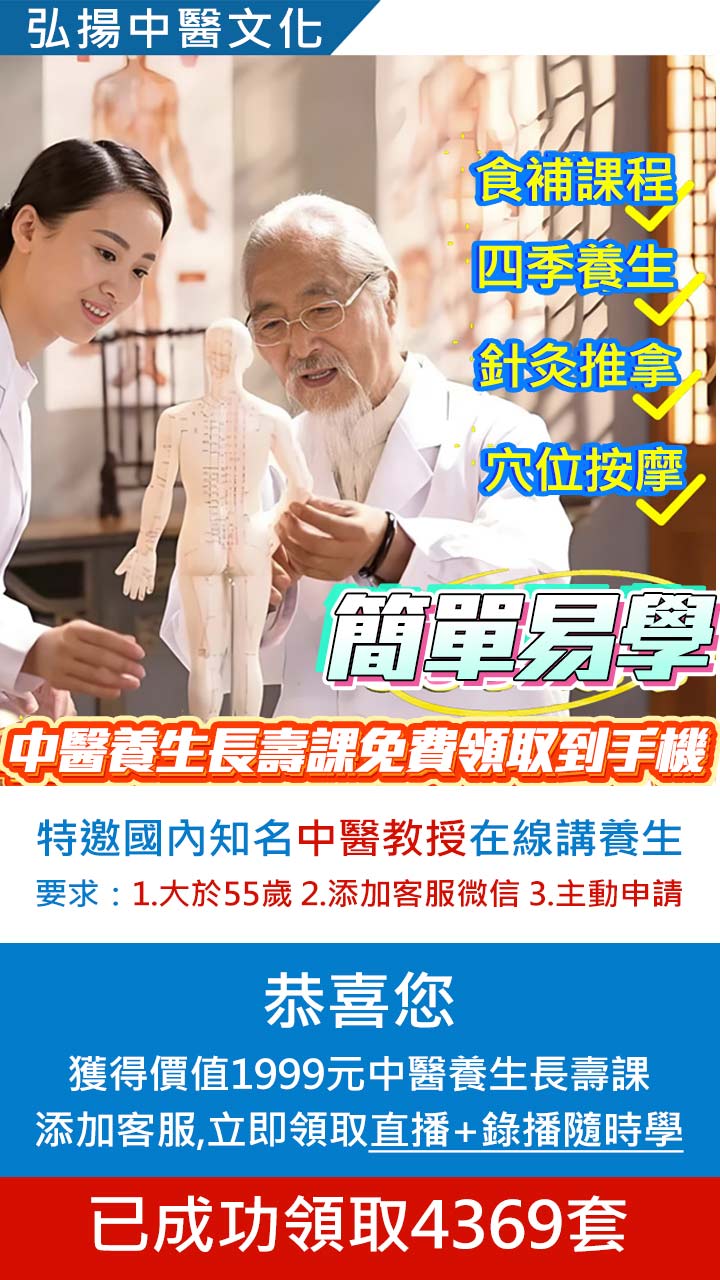 弘揚中醫文化
食補課程
四季養生
針灸推拿
穴位按摩
簡單易學
中醫養生長壽課免費領取到手機
特邀國內知名中醫教授在線講養生
要求：1.大於55歲 2.添加客服微信 3.主動申請
恭喜您
獲得價值1999元中醫養生長壽課
添加客服,立即領取直播+錄播隨時學
已成功領取4369套